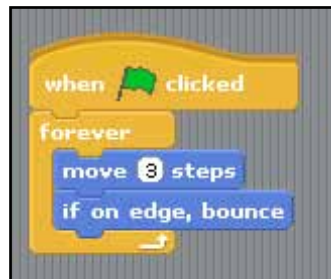 when clicked
forever
move 3 steps
if on edge, bounce